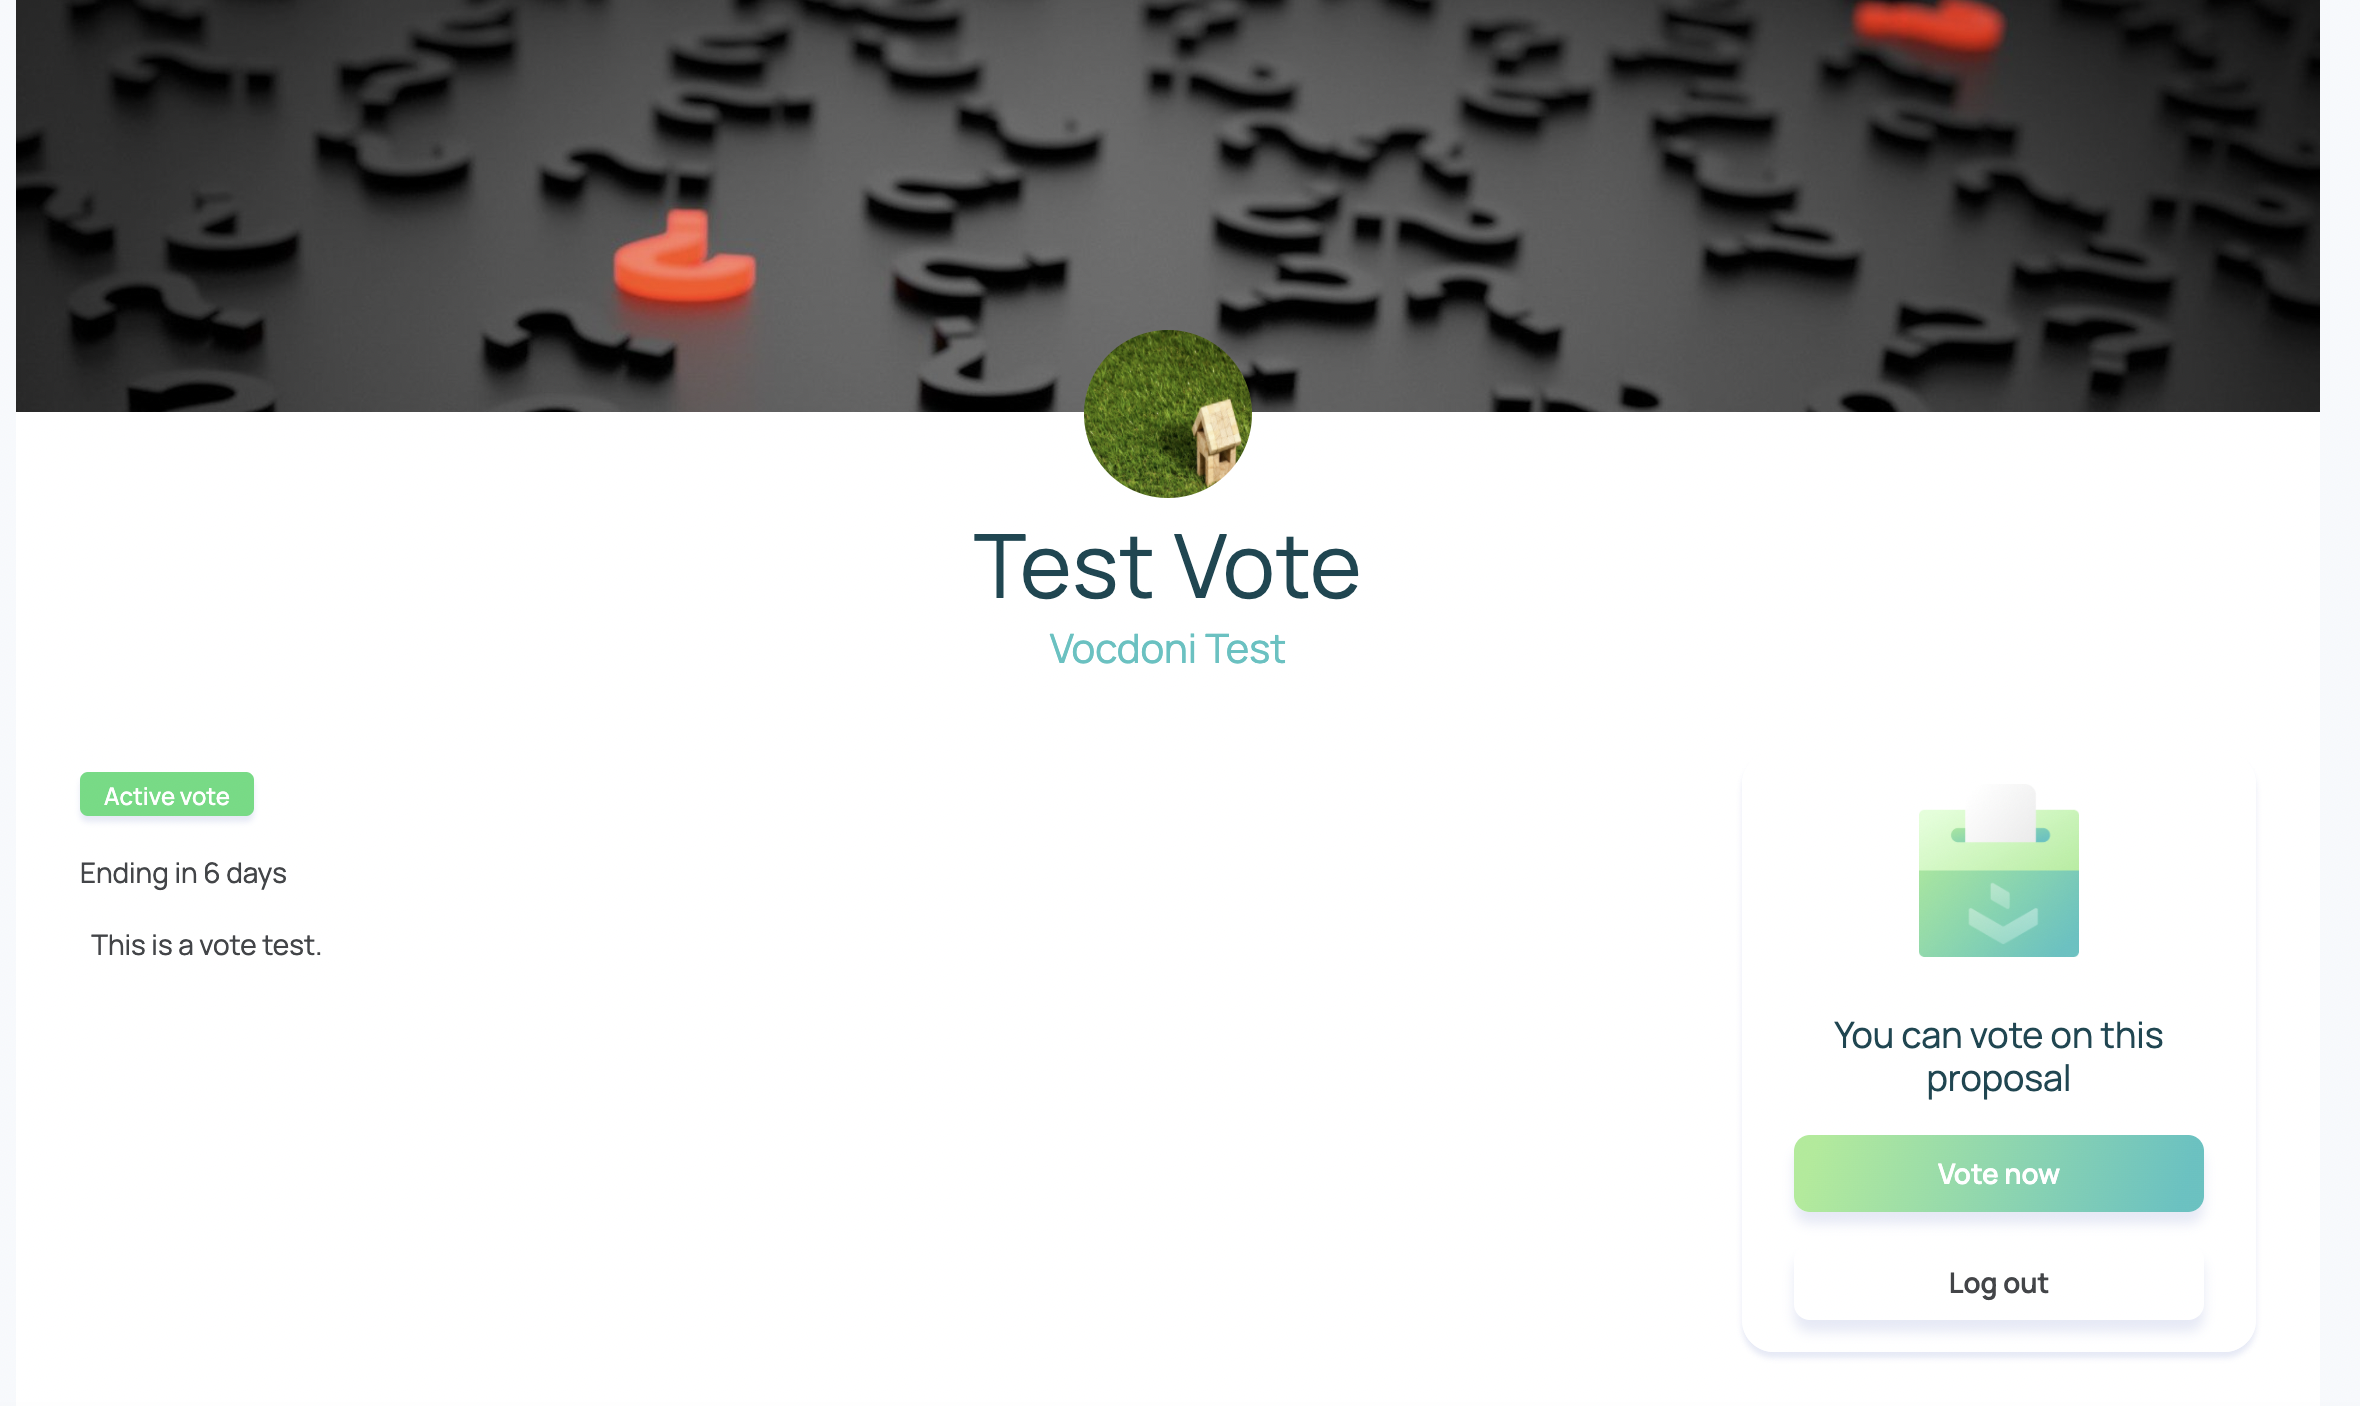 Test Vote
Vocdoni Test
Active vote
Ending in 6 days
This is a vote test.
You can vote on this
proposal
Vote now
Log out